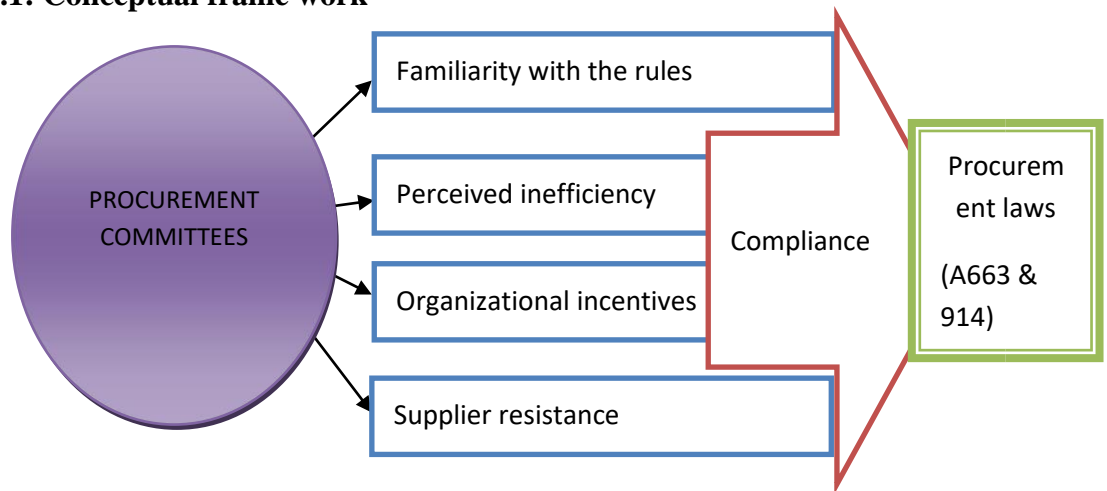 .1: Conceptual frame work
Familiarity with the rules
PROCUREMENT
COMMITTEES
Perceived inefficiency
Organizational incentives
Supplier resistance
Compliance
Procurem
ent laws
(A663 &
914)